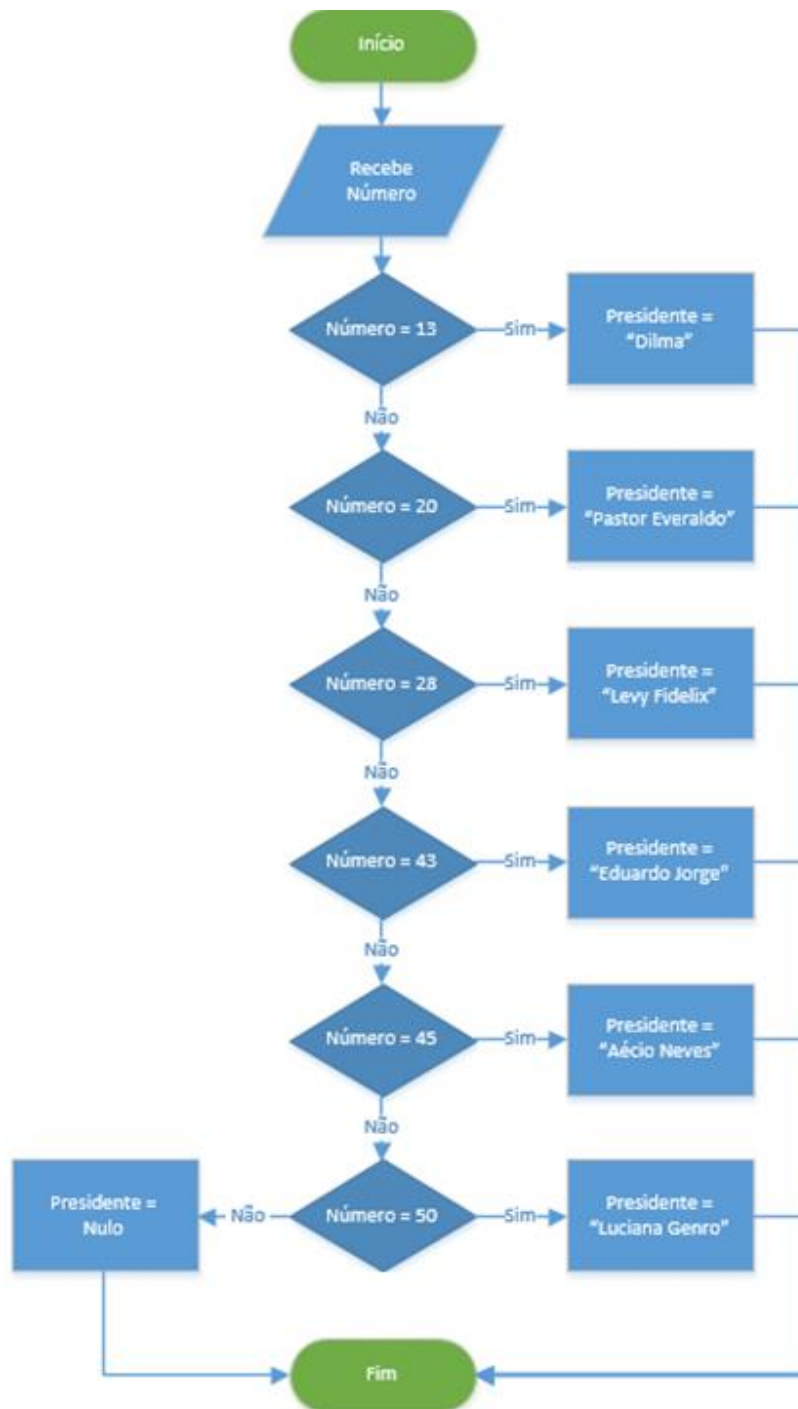 Início
Recebe
Número
Número = 13
Sim
Presidente =
“Dilma”
Não
Número = 20
Sim
Presidente =
“Pastor Everaldo”
Não
Número = 28
Sim
Presidente =
“Levy Fidelix”
Não
Número = 43
Sim
Presidente =
“Eduardo Jorge”
Não
Número = 45
Sim
Presidente =
“Aécio Neves”
Não
Presidente =
Nulo
Não
Número = 50
Sim
Presidente =
“Luciana Genro”
Fim